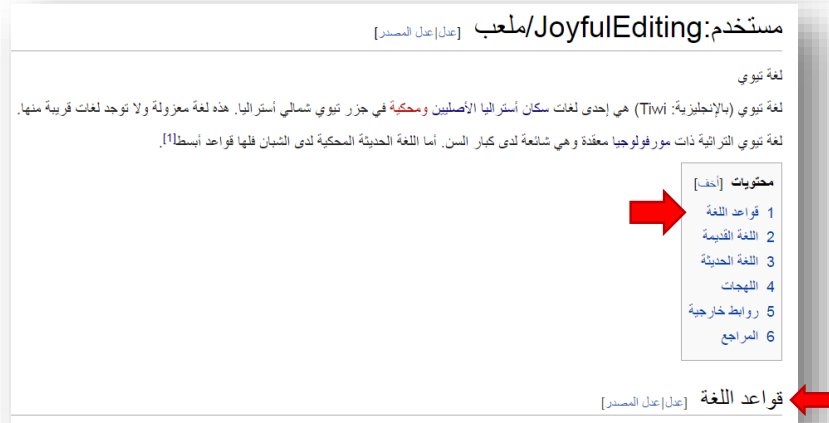 مستخدم:JoyfulEditing/ملعب [عدل|عدل المصدر]
لغة تيوي
لغة تيوي (بالإنجليزية: Tiwi) هي إحدى لغات سكان أستراليا الأصليين ومحكية في جزر تيوي شمالي أستراليا. هذه لغة معزولة ولا توجد لغات قريبة منها.
لغة تيوي التراثية ذات مورفولوجيا معقدة وهي شائعة لدى كبار السن. أما اللغة الحديثة المحكية لدى الشبان فلها قواعد أبسط[1].
محتويات [أخف]
1 قواعد اللغة
2 اللغة القديمة
3 اللغة الحديثة
4 اللهجات
5 روابط خارجية
6 المراجع
قواعد اللغة [عدل|عدل المصدر]